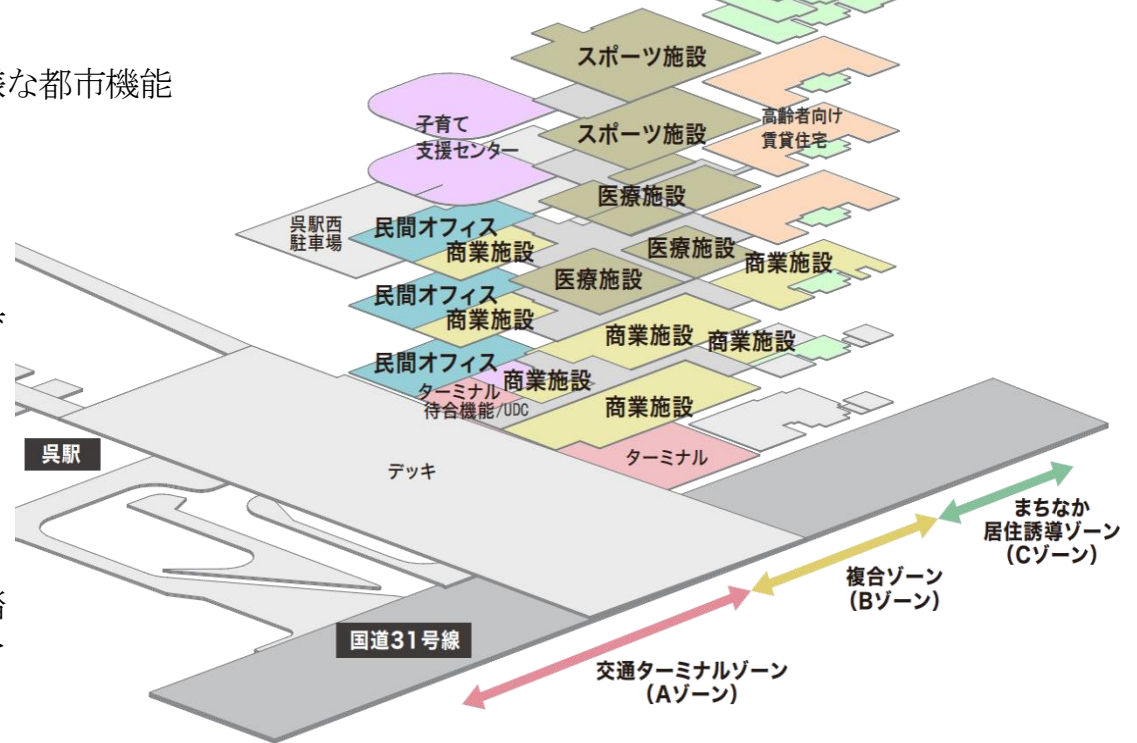 な都市機能
スポーツ施設
子育て
支援センター
スポーツ施設
高齢者向け
賃貸住宅
医療施設
呉駅西
駐車場
民間オフィス
商業施設
医療施設
商業施設
医療施設
民間オフィス
商業施設
商業施設
商業施設
民間オフィス
商業施設
ターミナル
待合機能/UDC
商業施設
ターミナル
呉駅
デッキ
まちなか
居住誘導ゾーン
(Cゾーン)
複合ゾーン
(Bゾーン)
国道31号線
交通ターミナルゾーン
(Aゾーン)